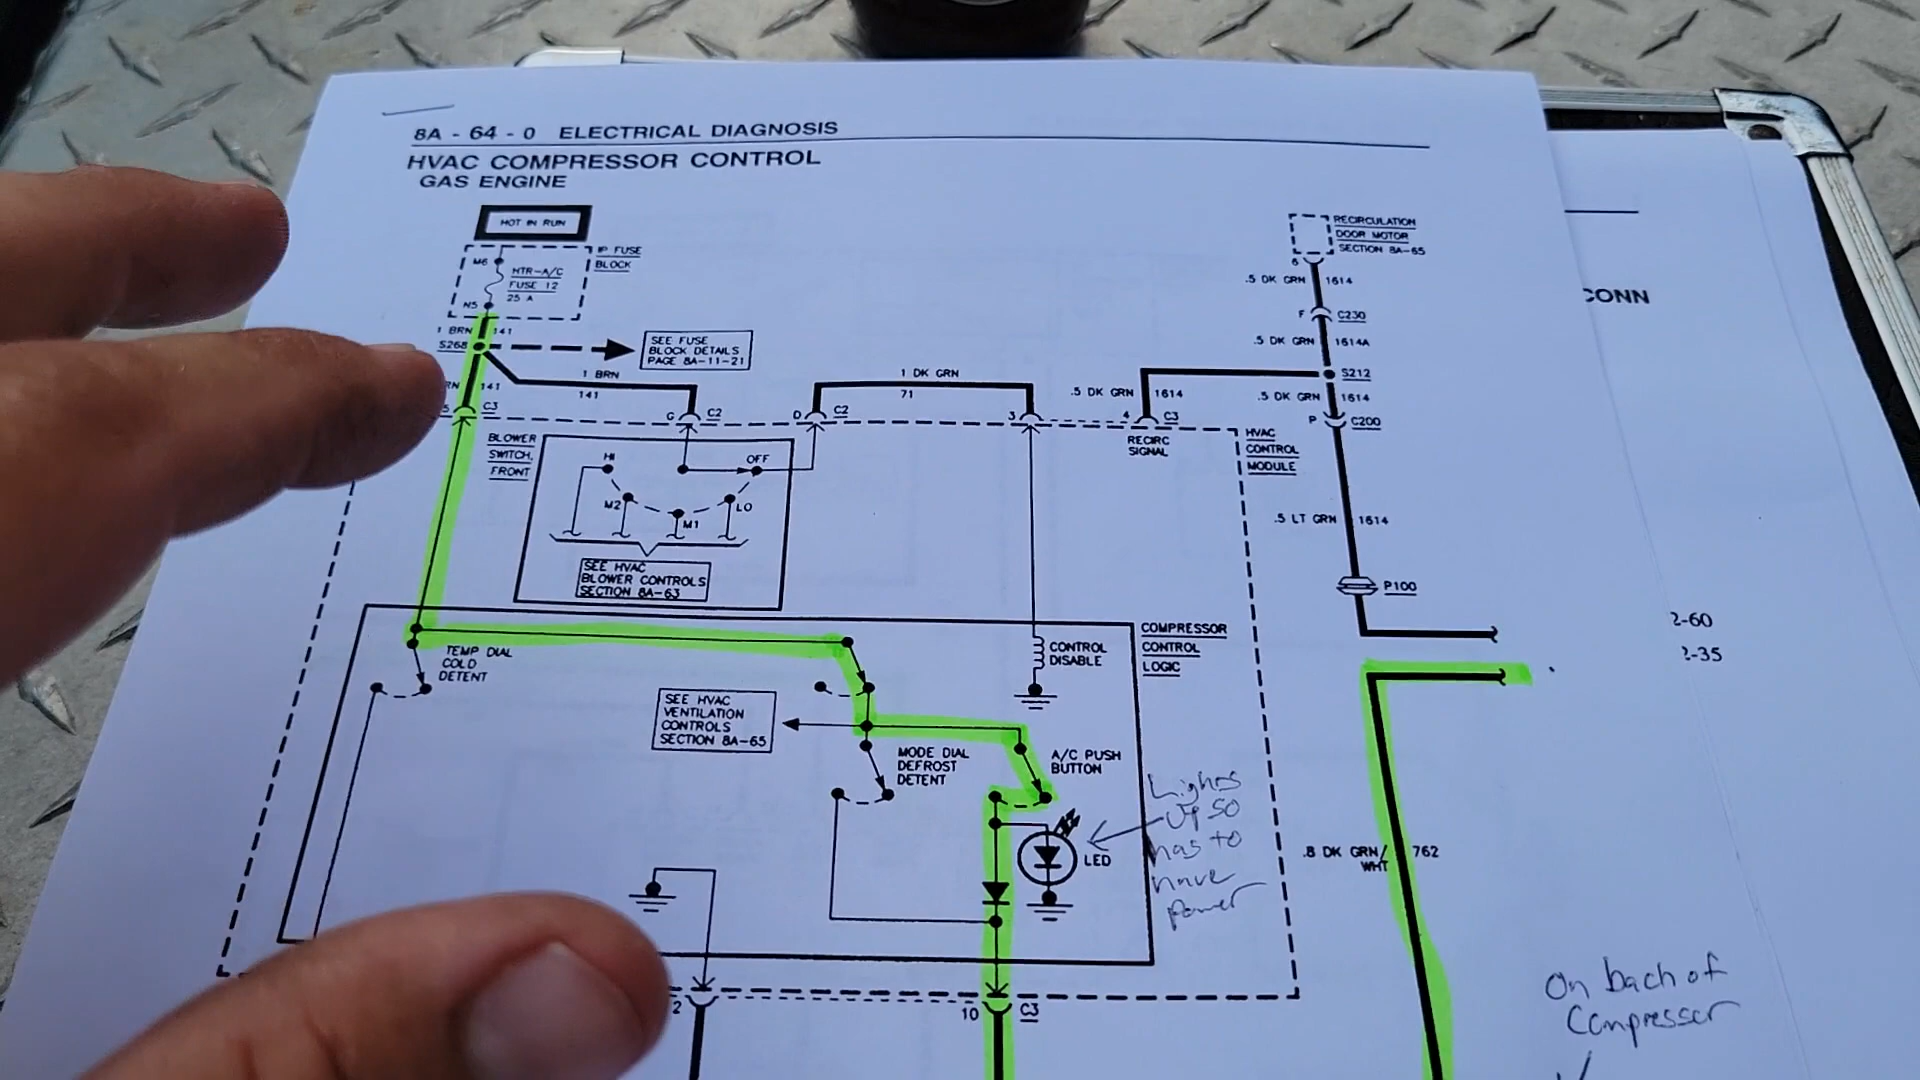 8A - 64 - 0 ELECTRICAL DIAGNOSIS
HVAC COMPRESSOR CONTROL
GAS ENGINE
HOT IN RUN
IP FUSE
BLOCK
M6
HTR-A/C
FUSE 12
25 A
N5
1 BRN 141
S268
SEE FUSE
BLOCK DETAILS
PAGE 8A-11-21
RN 141
5 C3
1 BRN
141
G C2
D C2
1 DK GRN
71
3
.5 DK GRN 1614
4 C3
RECIRC
SIGNAL
RECIRCULATION
DOOR MOTOR
SECTION 8A-65
6
.5 DK GRN 1614
F C230
.5 DK GRN 1614A
S212
.5 DK GRN 1614
P C200
HVAC
CONTROL
MODULE
.5 LT GRN 1614
P100
BLOWER
SWITCH,
FRONT
HI
OFF
M2
M1
LO
SEE HVAC
BLOWER CONTROLS
SECTION 8A-63
COMPRESSOR
CONTROL
LOGIC
CONTROL
DISABLE
TEMP DIAL
COLD
DETENT
SEE HVAC
VENTILATION
CONTROLS
SECTION 8A-65
MODE DIAL
DEFROST
DETENT
A/C PUSH
BUTTON
LED
Lights
up so
has to
have
power
.8 DK GRN/
WHT
762
2
10 C3
On back of
Compressor
CONN
2-60
2-35